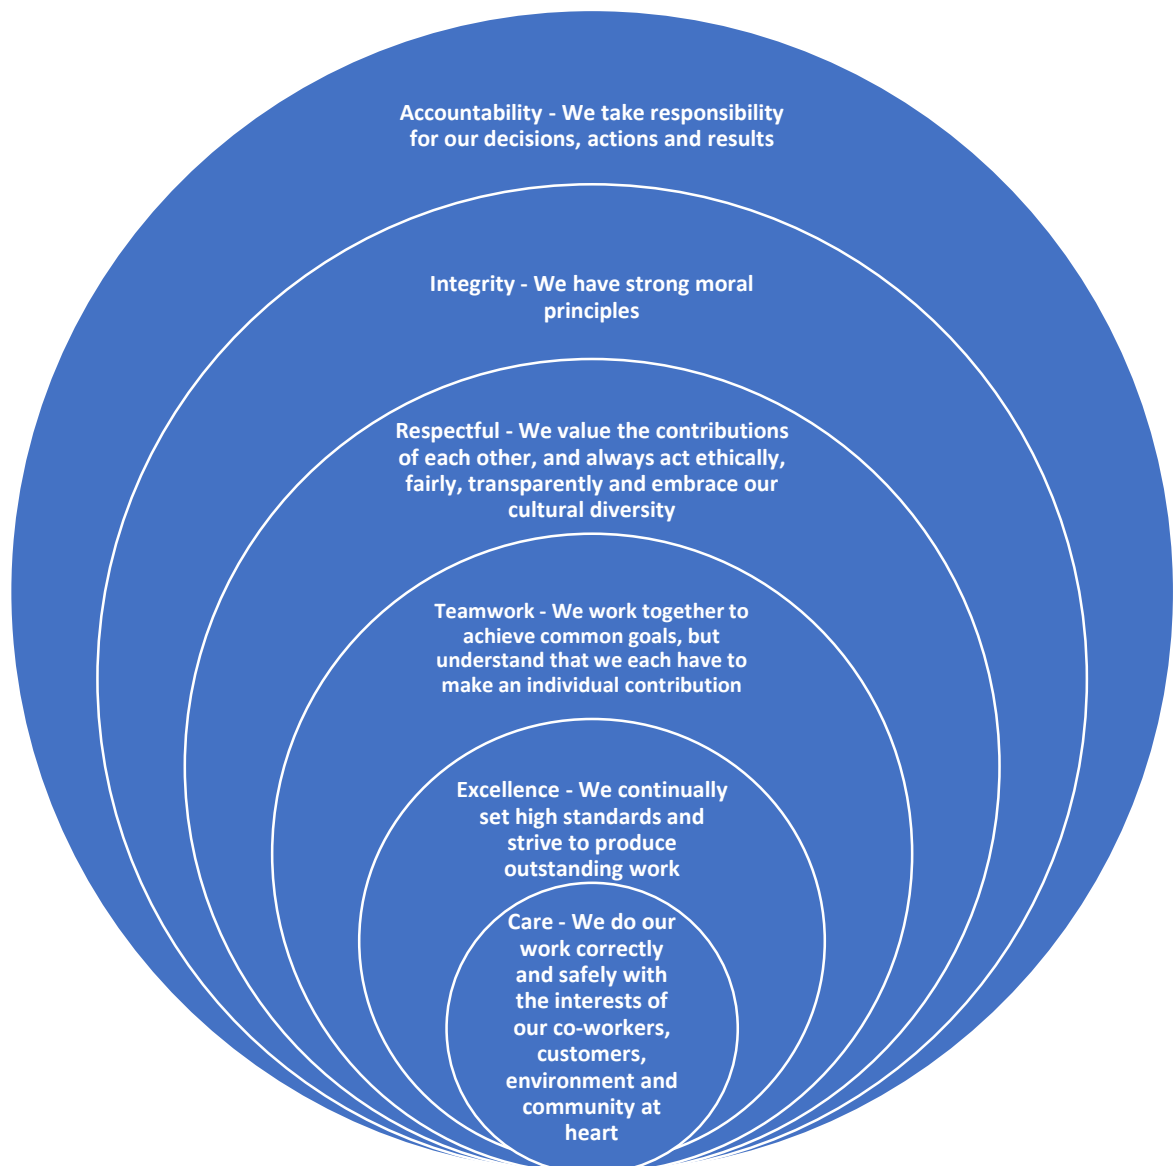 Accountability - We take responsibility
for our decisions, actions and results
Integrity - We have strong moral
principles
Respectful - We value the contributions
of each other, and always act ethically,
fairly, transparently and embrace our
cultural diversity
Teamwork - We work together to
achieve common goals, but
understand that we each have to
make an individual contribution
Excellence - We continually
set high standards and
strive to produce
outstanding work
Care - We do our
work correctly
and safely with
the interests of
our co-workers,
customers,
environment and
community at
heart